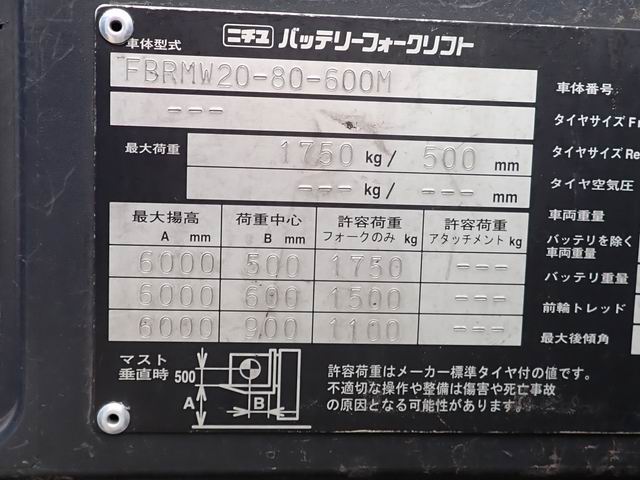 ニチユ バッテリーフォークリフト
車体型式
FBRMW20-80-600M
---
最大荷重 1750 kg/ 500 mm
--- kg/ --- mm
最大揚高 A mm 荷重中心 B mm 許容荷重 フォークのみ kg 許容荷重 アタッチメント kg
6000 500 1750 ---
6000 600 1500 ---
6000 900 1100 ---
車体番号
タイヤサイズ
タイヤサイズ Re
タイヤ空気圧
車両重量
バッテリを除く
車両重量
バッテリ重量
前輪トレッド
最大後傾角
マスト
垂直時 500
A B
許容荷重はメーカー標準タイヤ付の値です。
不適切な操作や整備は傷害や死亡事故
の原因となる可能性があります。